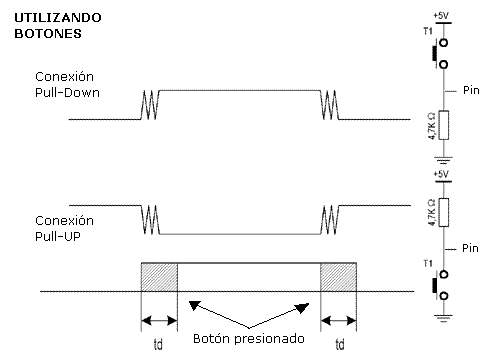 UTILIZANDO
BOTONES
+5V
T1
Conexión
Pull-Down
Pin
4,7K Ω
+5V
4,7K Ω
Conexión
Pull-UP
Pin
T1
td
Botón presionado
td